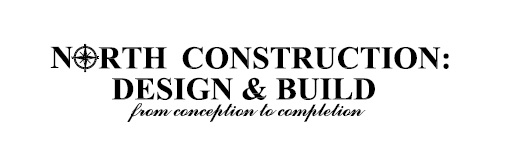 NORTH CONSTRUCTION:
DESIGN & BUILD
from conception to completion